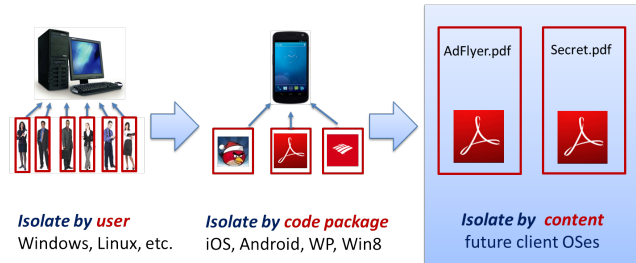 AdFlyer.pdf
Secret.pdf
Isolate by user
Windows, Linux, etc.
Isolate by code package
iOS, Android, WP, Win8
Isolate by content
future client OSes